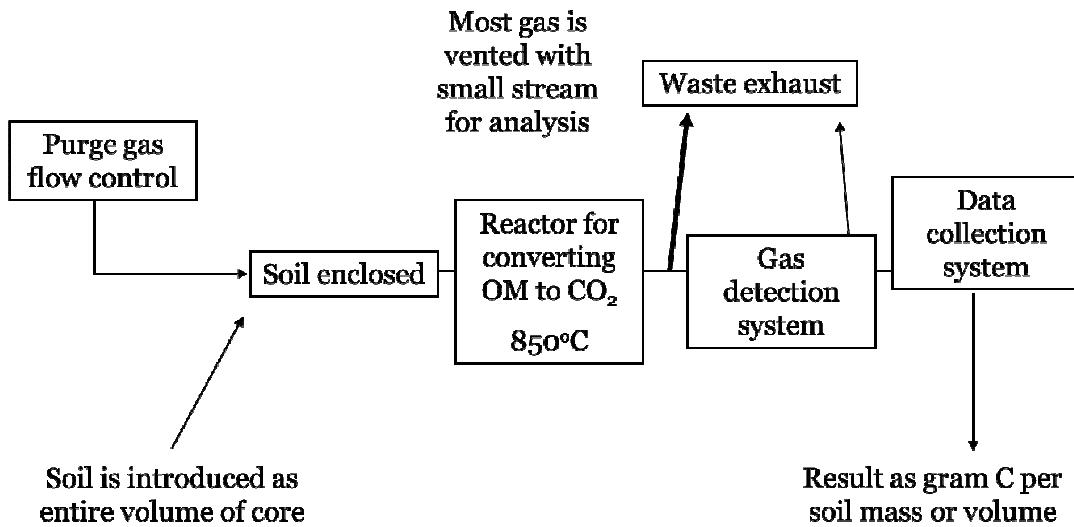 Most gas is
vented with
small stream
for analysis
Waste exhaust
Purge gas
flow control
Soil enclosed
Reactor for
converting
OM to CO₂
850ºC
Gas
detection
system
Data
collection
system
Soil is introduced as
entire volume of core
Result as gram C per
soil mass or volume